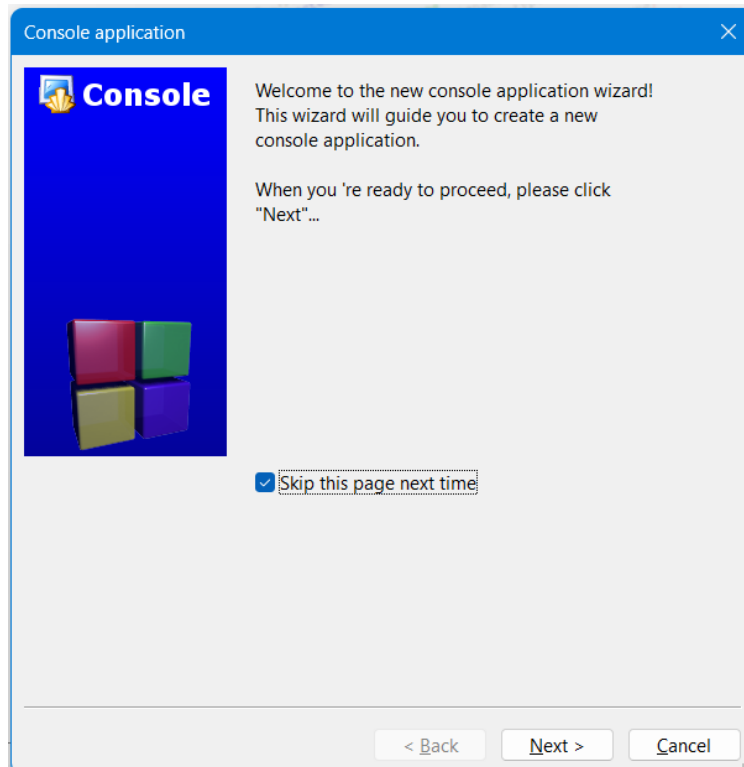 Console application
Console
Welcome to the new console application wizard!
This wizard will guide you to create a new
console application.
When you 're ready to proceed, please click
"Next"...
Skip this page next time
< Back
Next >
Cancel